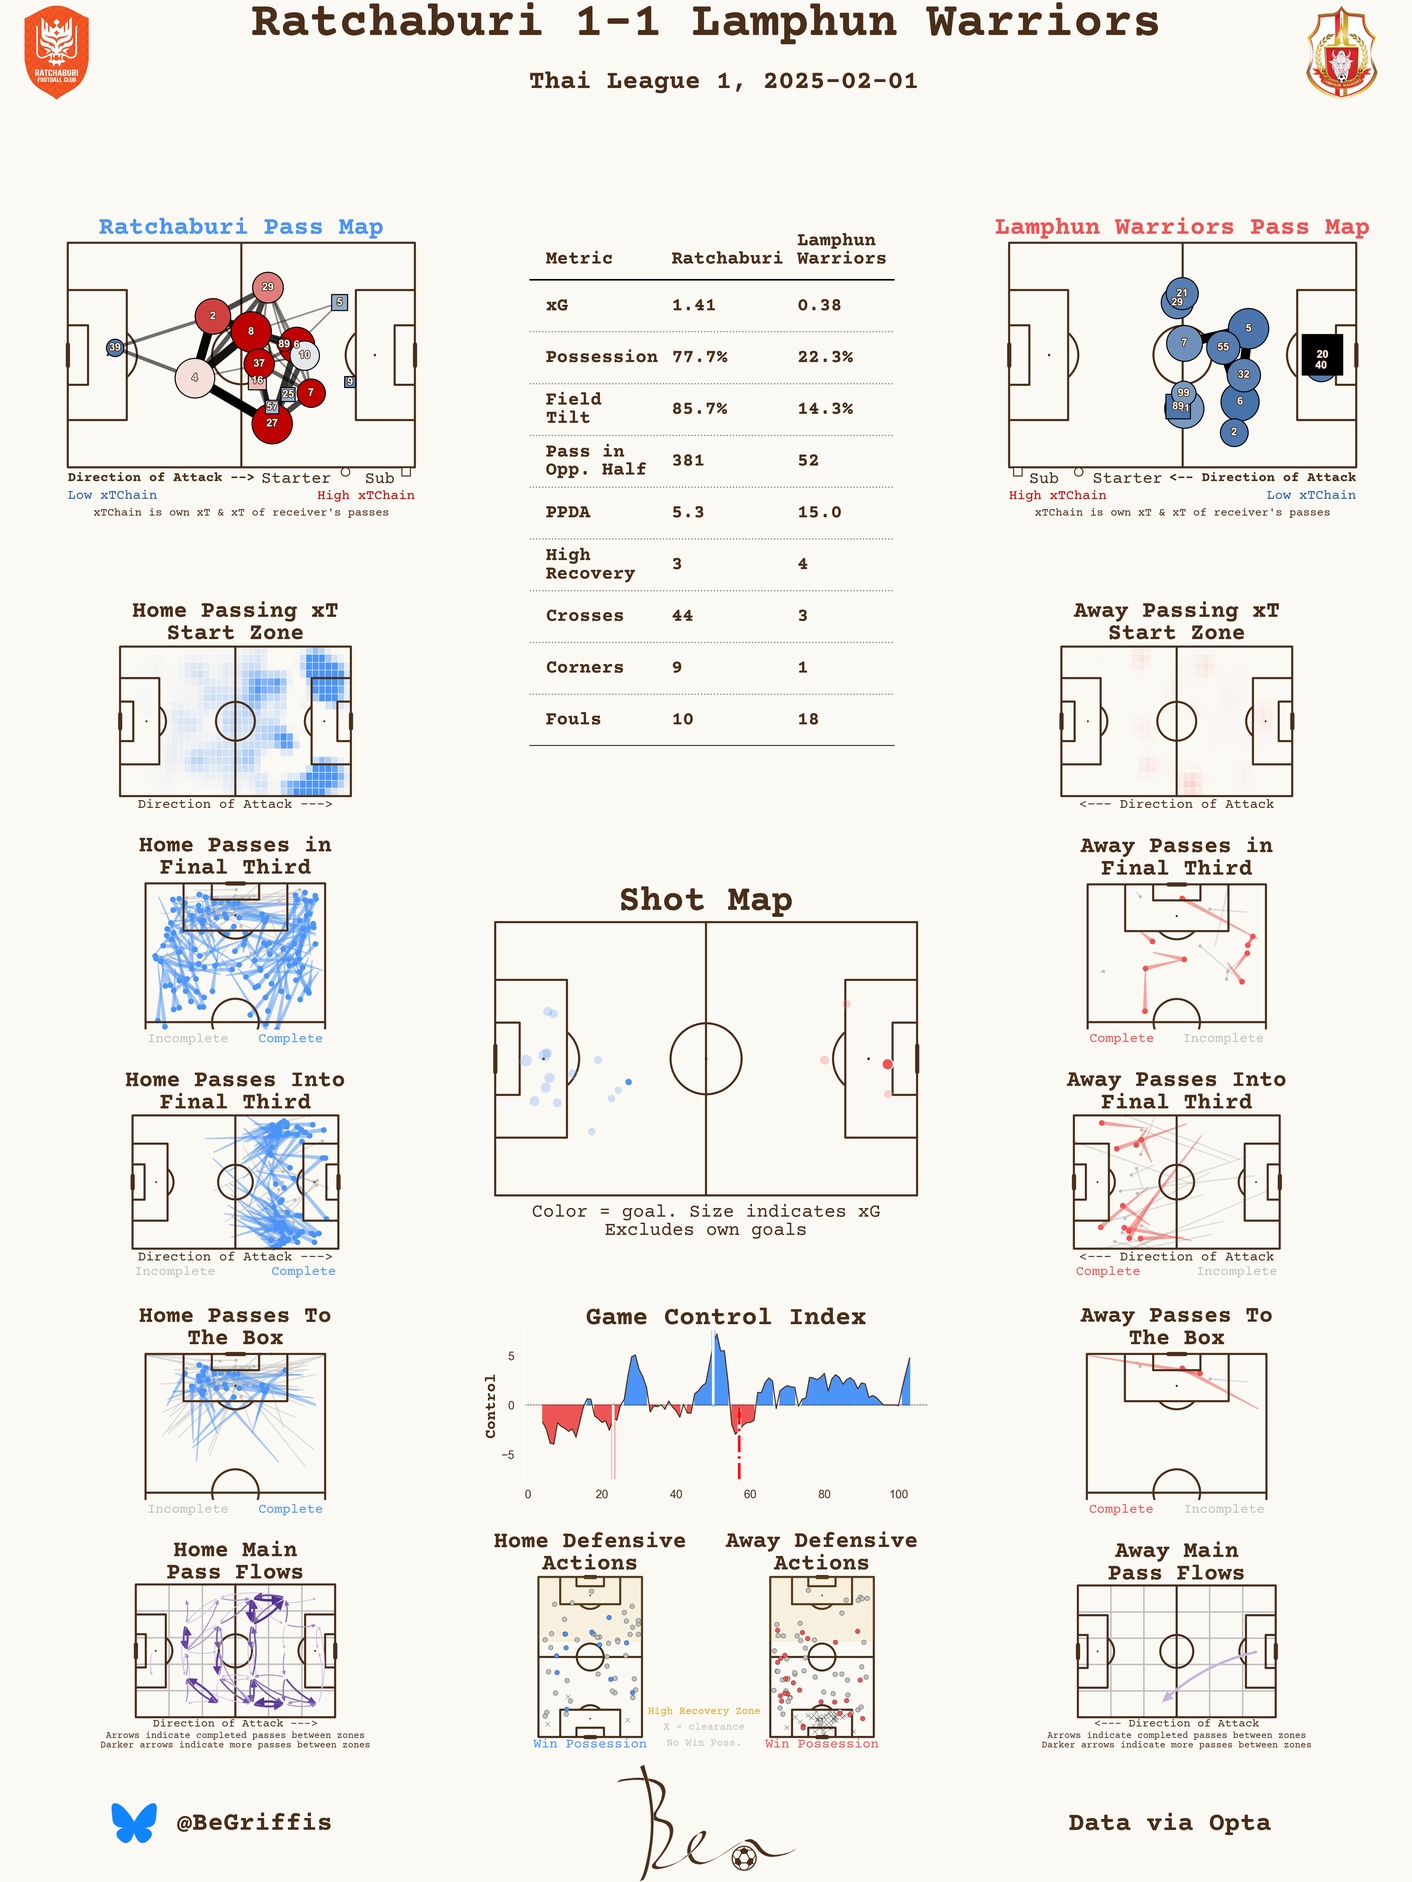 Ratchaburi 1-1 Lamphun Warriors
Thai League 1, 2025-02-01
RATCHABURI
FOOTBALL CLUB
Ratchaburi Pass Map
39
2
29
8
4
37
16
89
6
10
5
9
7
25
57
27
Direction of Attack --> Starter Sub
Low xTChain High xTChain
xTChain is own xT & xT of receiver's passes
Metric Ratchaburi Lamphun Warriors
xG 1.41 0.38
Possession 77.7% 22.3%
Field Tilt 85.7% 14.3%
Pass in Opp. Half 381 52
PPDA 5.3 15.0
High Recovery 3 4
Crosses 44 3
Corners 9 1
Fouls 10 18
Lamphun Warriors Pass Map
21
29
7
5
55
32
99
89
1
6
2
20
40
Sub Starter <-- Direction of Attack
High xTChain Low xTChain
xTChain is own xT & xT of receiver's passes
Home Passing xT
Start Zone
Direction of Attack --->
Away Passing xT
Start Zone
<--- Direction of Attack
Home Passes in
Final Third
Incomplete Complete
Away Passes in
Final Third
Complete Incomplete
Shot Map
Color = goal. Size indicates xG
Excludes own goals
Home Passes Into
Final Third
Direction of Attack --->
Incomplete Complete
Away Passes Into
Final Third
<--- Direction of Attack
Complete Incomplete
Home Passes To
The Box
Incomplete Complete
Game Control Index
Control
5
0
−5
0 20 40 60 80 100
Away Passes To
The Box
Complete Incomplete
Home Main
Pass Flows
Direction of Attack --->
Arrows indicate completed passes between zones
Darker arrows indicate more passes between zones
Home Defensive
Actions
Win Possession
High Recovery Zone
X = clearance
No Win Poss.
Away Defensive
Actions
Win Possession
Away Main
Pass Flows
<--- Direction of Attack
Arrows indicate completed passes between zones
Darker arrows indicate more passes between zones
@BeGriffis
Ben
Data via Opta